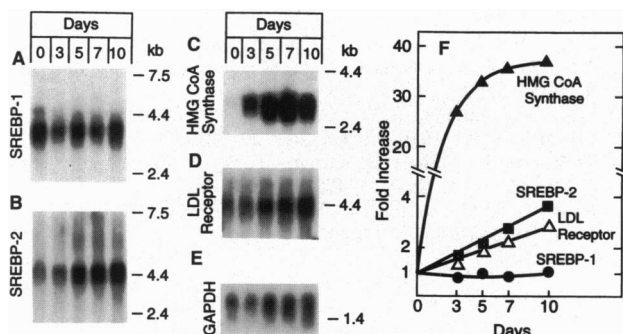 Days
0 3 5 7 10 kb
A
SREBP-1
7.5
4.4
2.4
B
SREBP-2
7.5
4.4
2.4
Days
0 3 5 7 10 kb
C
HMG CoA
Synthase
4.4
2.4
D
LDL
Receptor
4.4
E
GAPDH
1.4
F
Fold Increase
40
30
20
4
2
1
HMG CoA
Synthase
SREBP-2
LDL
Receptor
SREBP-1
0 3 5 7 10
Days